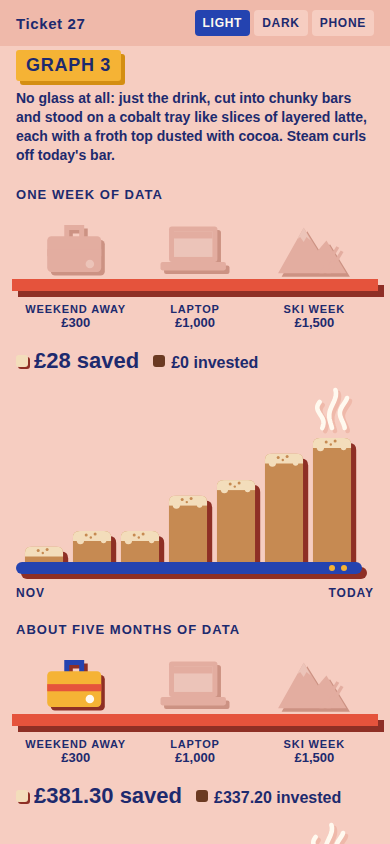 Ticket 27
LIGHT DARK PHONE
GRAPH 3
No glass at all: just the drink, cut into chunky bars
and stood on a cobalt tray like slices of layered latte,
each with a froth top dusted with cocoa. Steam curls
off today's bar.
ONE WEEK OF DATA
WEEKEND AWAY LAPTOP SKI WEEK
£300 £1,000 £1,500
£28 saved £0 invested
NOV TODAY
ABOUT FIVE MONTHS OF DATA
WEEKEND AWAY LAPTOP SKI WEEK
£300 £1,000 £1,500
£381.30 saved £337.20 invested